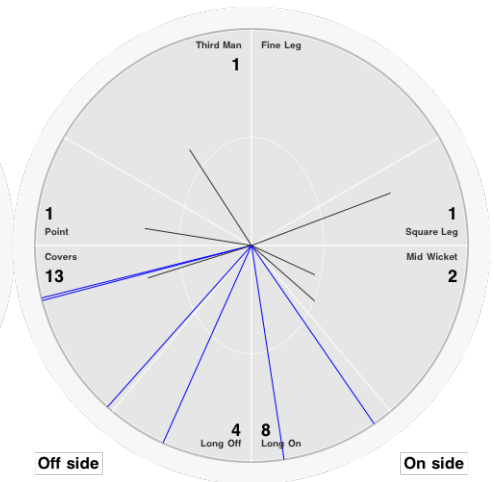 Third Man
Fine Leg
1
1
Point
1
Square Leg
Covers
13
Mid Wicket
2
4
Long Off
8
Long On
Off side
On side